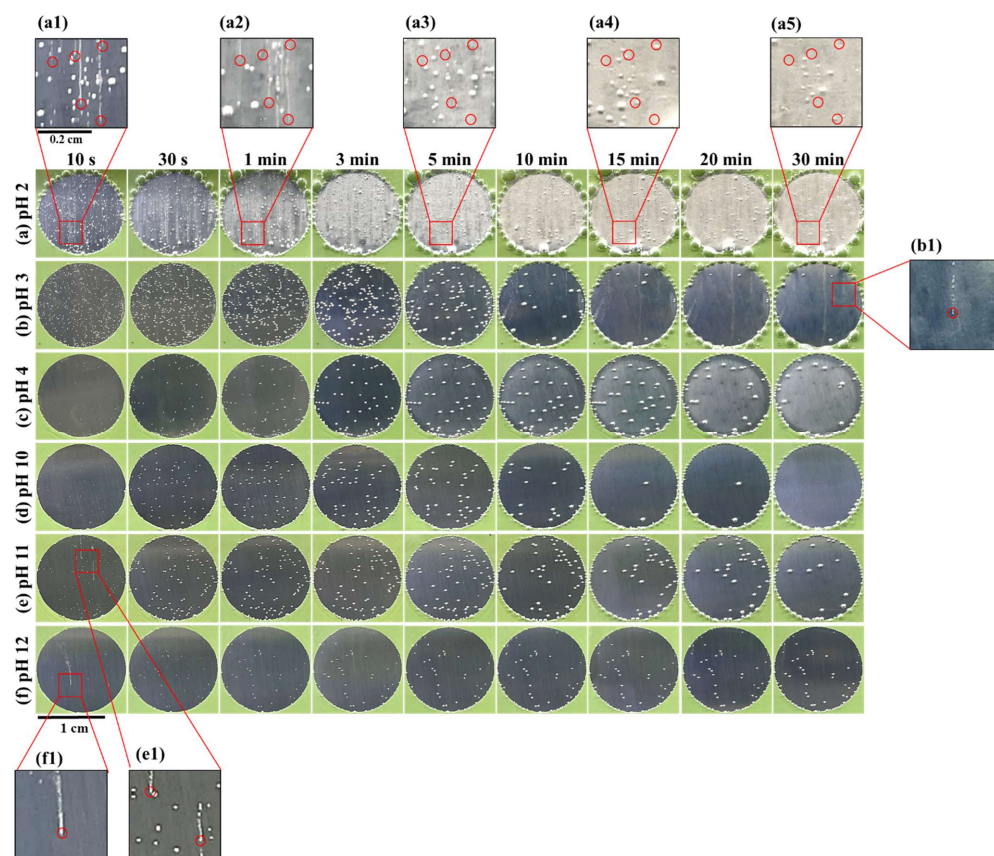 (a1) (a2) (a3) (a4) (a5)
0.2 cm
10 s 30 s 1 min 3 min 5 min 10 min 15 min 20 min 30 min
(a) pH 2
(b1)
(b) pH 3
(c) pH 4
(d) pH 10
(e) pH 11
(f) pH 12
1 cm
(f1) (e1)